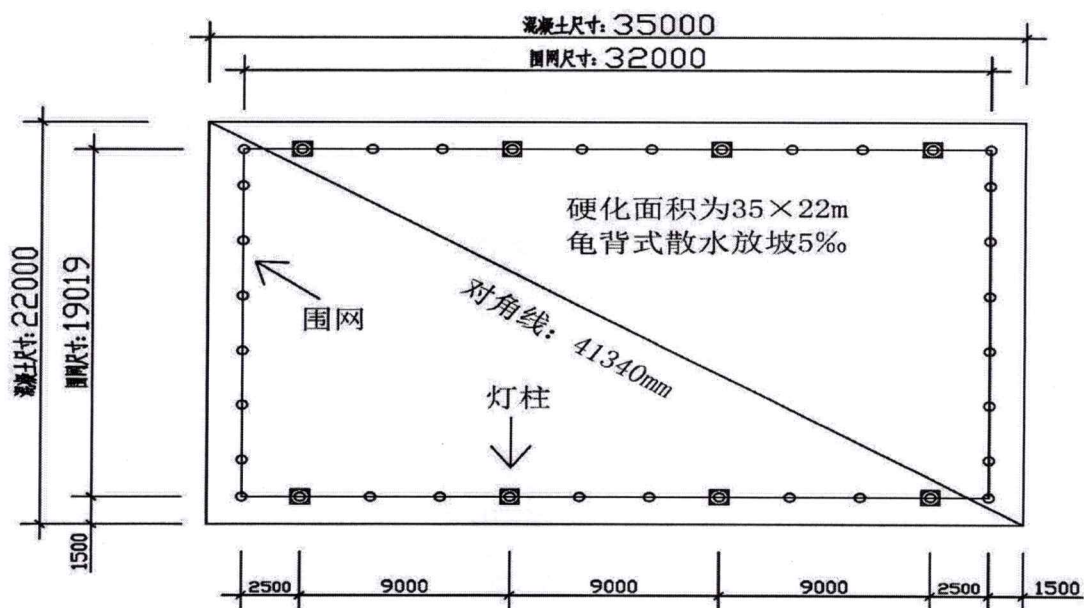 混凝土尺寸:35000
围网尺寸:32000
混凝土尺寸:22000
围网尺寸:19019
硬化面积为35×22m
龟背式散水放坡5‰
围网
对角线：41340mm
灯柱
1500
2500 9000 9000 9000 2500 1500